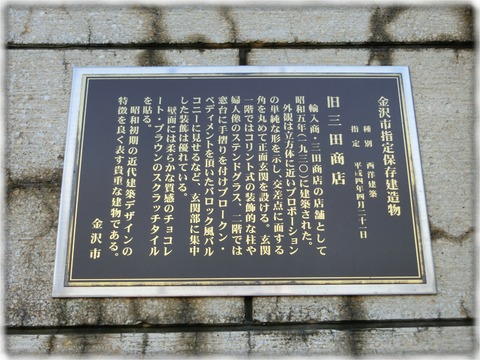 金沢市指定保存建造物
種別　西洋建築
指定　平成四年四月二十一日
旧 三田商店
輸入商・三田商店の店舗として
昭和五年（一九三〇）に建築された。
外観は立方体に近いプロポーション
の単純な形を示し、交差点に面する
角を丸めて正面玄関を設ける。玄関
一階ではコリント式の装飾的な柱や
婦人像のステンドグラス、二階では
窓台に手摺りを付けブロークン・
ペディメントを頂いたバロック風バル
コニーに見せるなど、玄関部に集中
した装飾は優れている。
壁面には柔らかな質感のチョコレ
ート・ブラウンのスクラッチタイル
を貼る。
昭和初期の近代建築デザインの
特徴を良く表す貴重な建物である。
金沢市